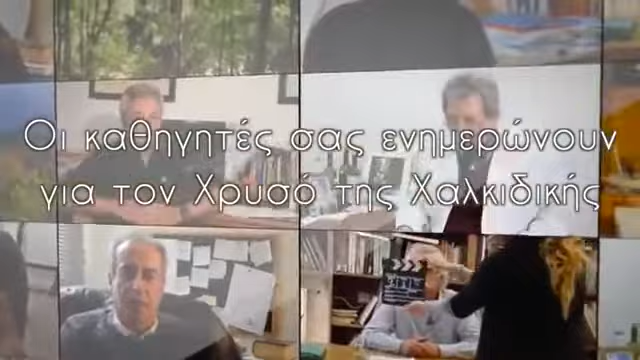 Οι καθηγητές σας ενημερώνουν
για τον Χρυσό της Χαλκιδικής